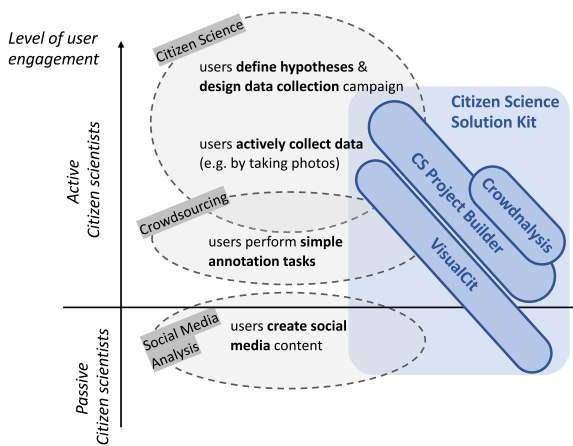 Level of user
engagement
Citizen Science
users define hypotheses &
design data collection campaign
Citizen Science
Solution Kit
users actively collect data
(e.g. by taking photos)
Active
Citizen scientists
CS Project Builder
Crowdnalysis
VisualCit
Crowdsourcing
users perform simple
annotation tasks
Social Media
Analysis
users create social
media content
Passive
Citizen scientists